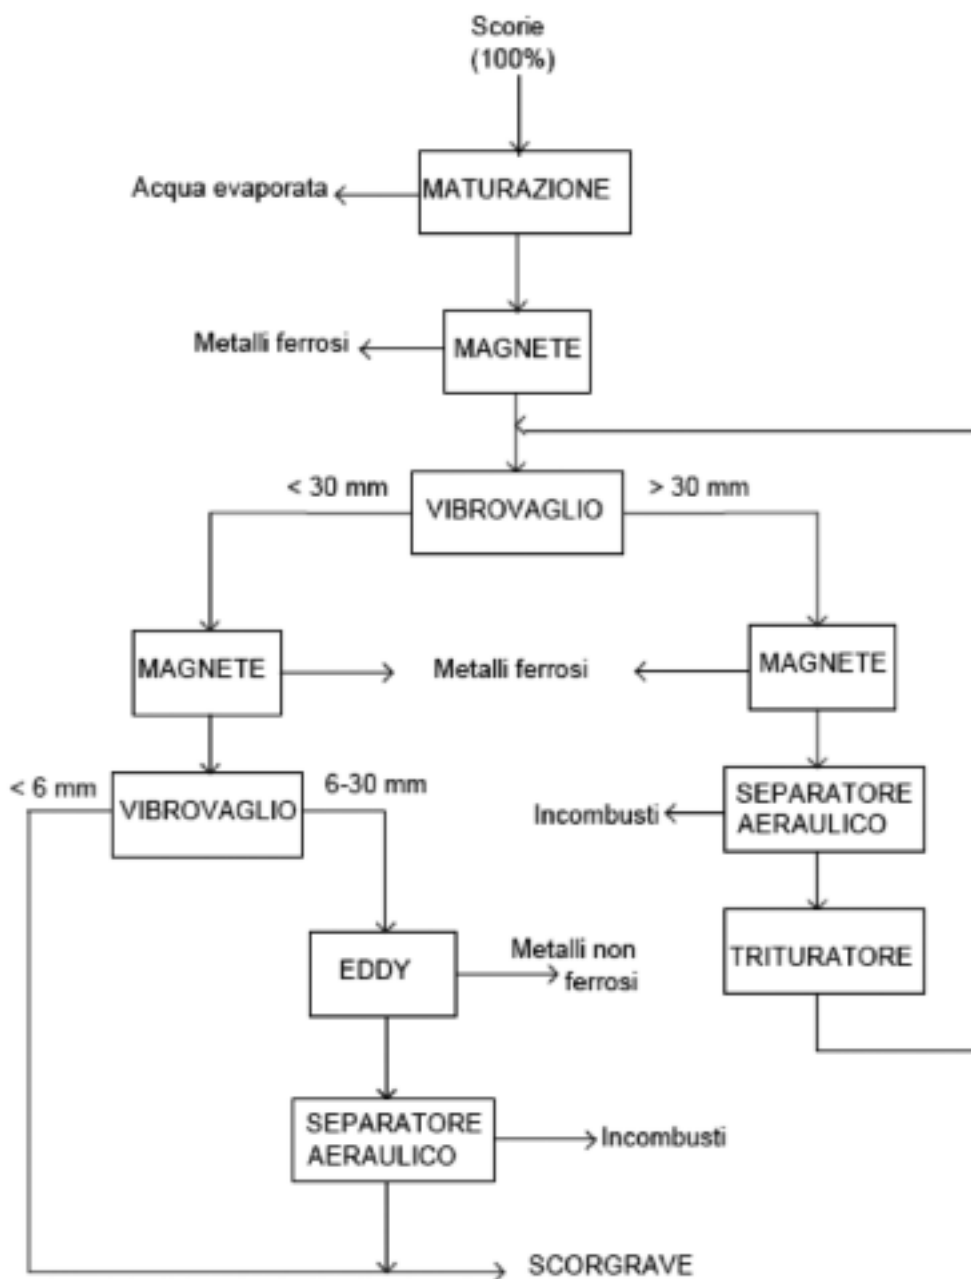 Scorie
(100%)
Acqua evaporata
MATURAZIONE
Metalli ferrosi
MAGNETE
< 30 mm
VIBROVAGLIO
> 30 mm
MAGNETE
Metalli ferrosi
MAGNETE
< 6 mm
VIBROVAGLIO
6-30 mm
Incombusti
SEPARATORE
AERAULICO
EDDY
Metalli non
ferrosi
TRITURATORE
SEPARATORE
AERAULICO
Incombusti
SCORGRAVE